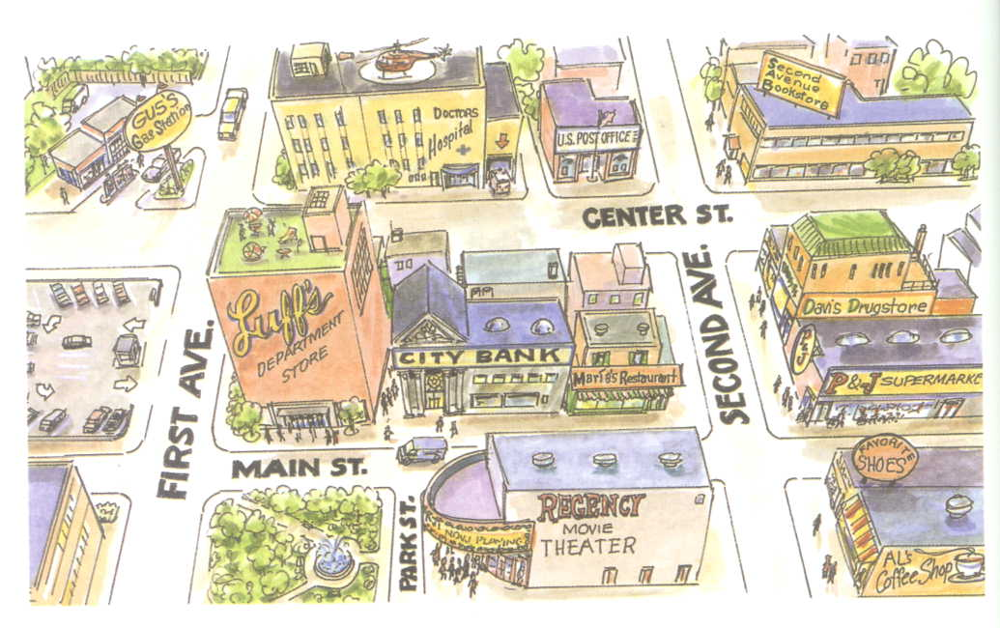 GUS'S
Gas Station
DOCTORS
Hospital
U.S. POST OFFICE
Second
Avenue
Bookstore
CENTER ST.
Luff's
DEPARTMENT
STORE
CITY BANK
Maria's Restaurant
SECOND AVE.
Davis Drugstore
P&J SUPERMARKE
FIRST AVE.
MAIN ST.
PARK ST.
NOW PLAYING
REGENCY
MOVIE
THEATER
FAVORITE
SHOES
AL's
Coffee Shop